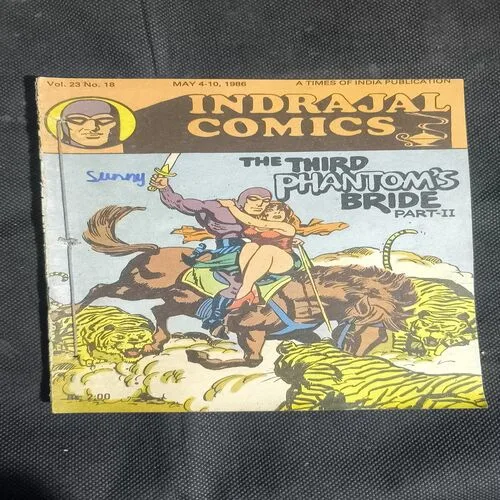 Vol. 23 No. 18 MAY 4-10, 1986 A TIMES OF INDIA PUBLICATION
INDRAJAL
COMICS
Sunny
THE THIRD
PHANTOM'S
BRIDE
PART-II
Rs. 2.00